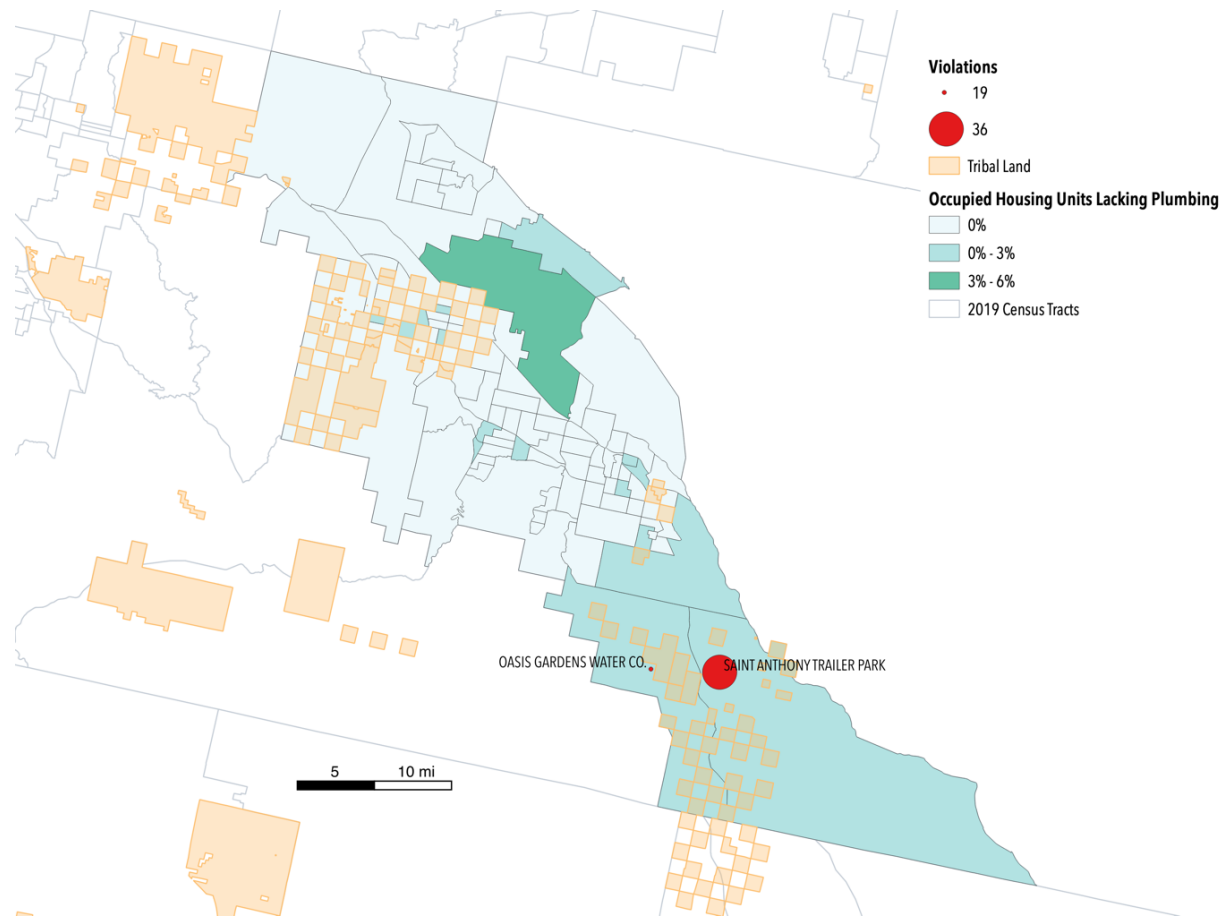 Violations
19
36
Tribal Land
Occupied Housing Units Lacking Plumbing
0%
0% - 3%
3% - 6%
2019 Census Tracts
OASIS GARDENS WATER CO.
SAINT ANTHONY TRAILER PARK
5 10 mi